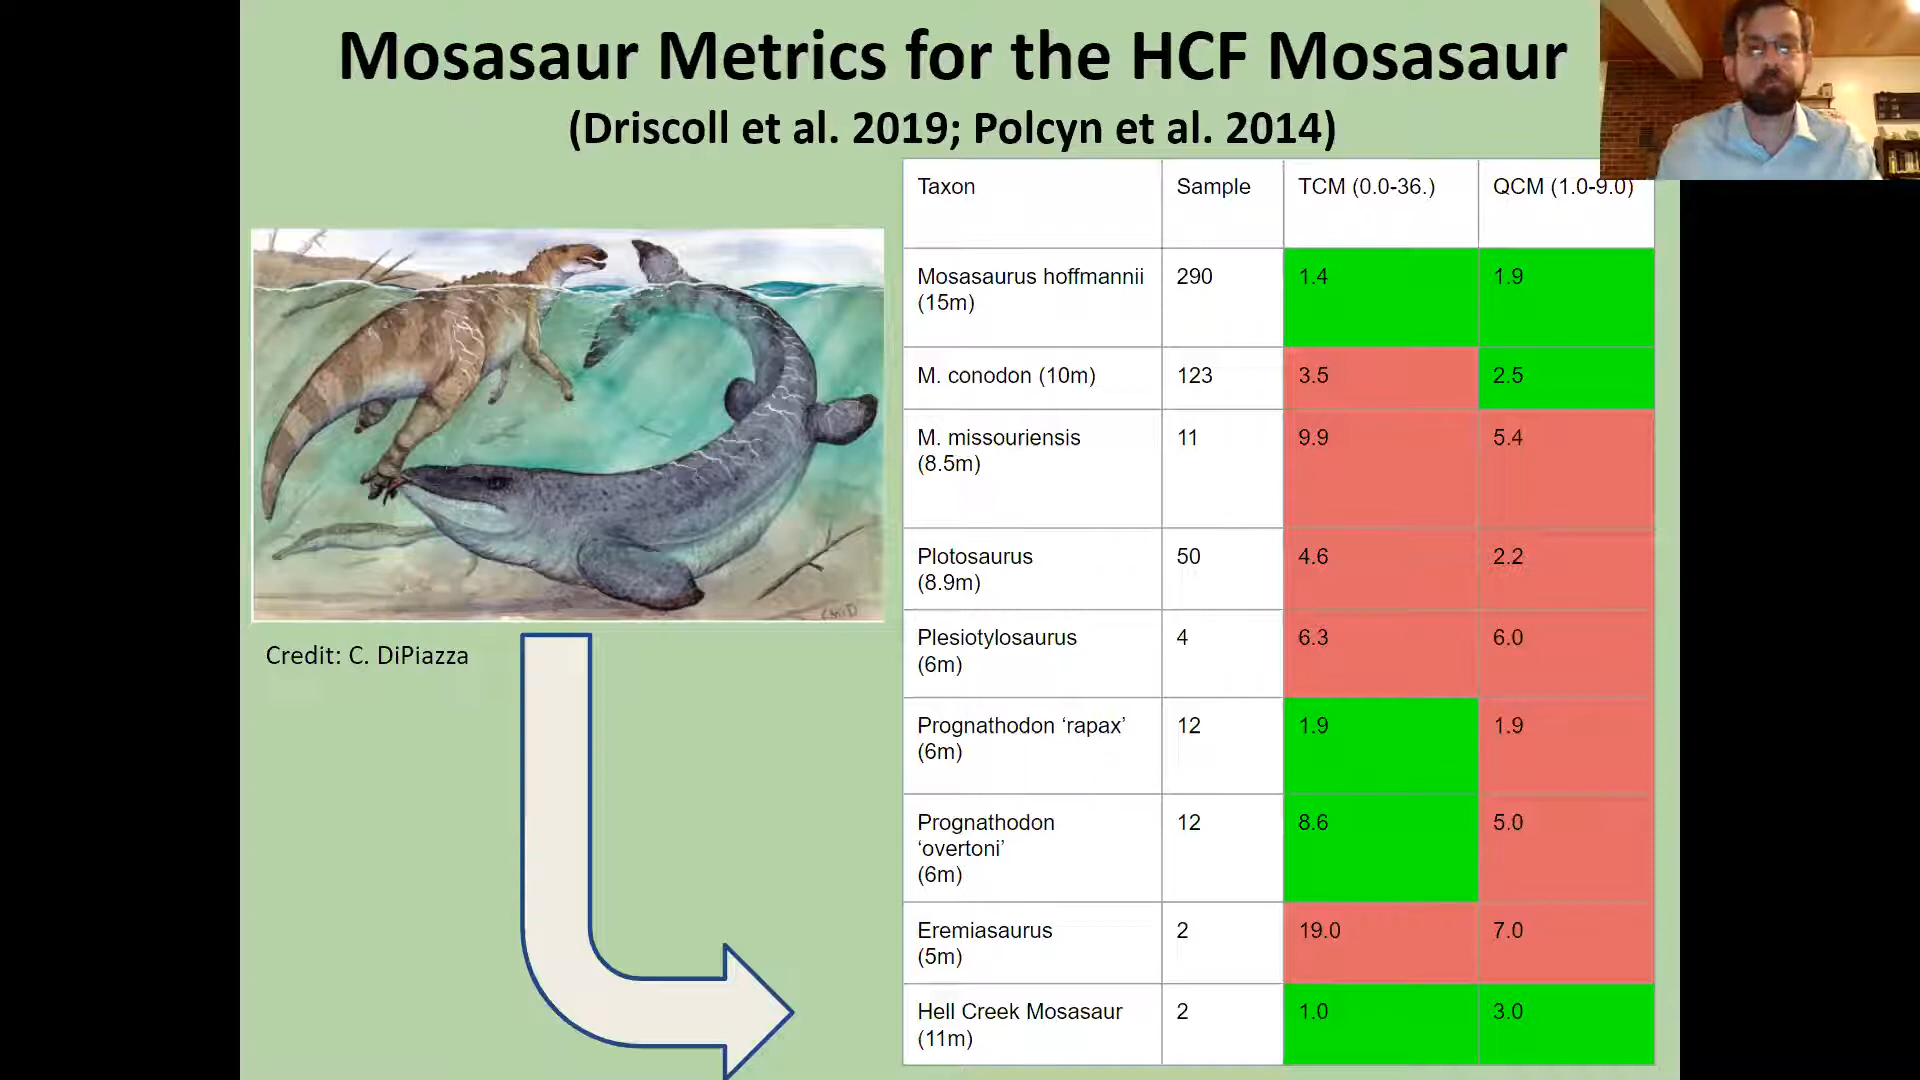 Mosasaur Metrics for the HCF Mosasaur
(Driscoll et al. 2019; Polcyn et al. 2014)
Taxon Sample TCM (0.0-36.) QCM (1.0-9.0)
Mosasaurus hoffmannii 290 1.4 1.9
(15m)
M. conodon (10m) 123 3.5 2.5
M. missouriensis 11 9.9 5.4
(8.5m)
Plotosaurus 50 4.6 2.2
(8.9m)
Plesiotylosaurus 4 6.3 6.0
(6m)
Prognathodon ‘rapax’ 12 1.9 1.9
(6m)
Prognathodon 12 8.6 5.0
‘overtoni’
(6m)
Eremiasaurus 2 19.0 7.0
(5m)
Hell Creek Mosasaur 2 1.0 3.0
(11m)
Credit: C. DiPiazza